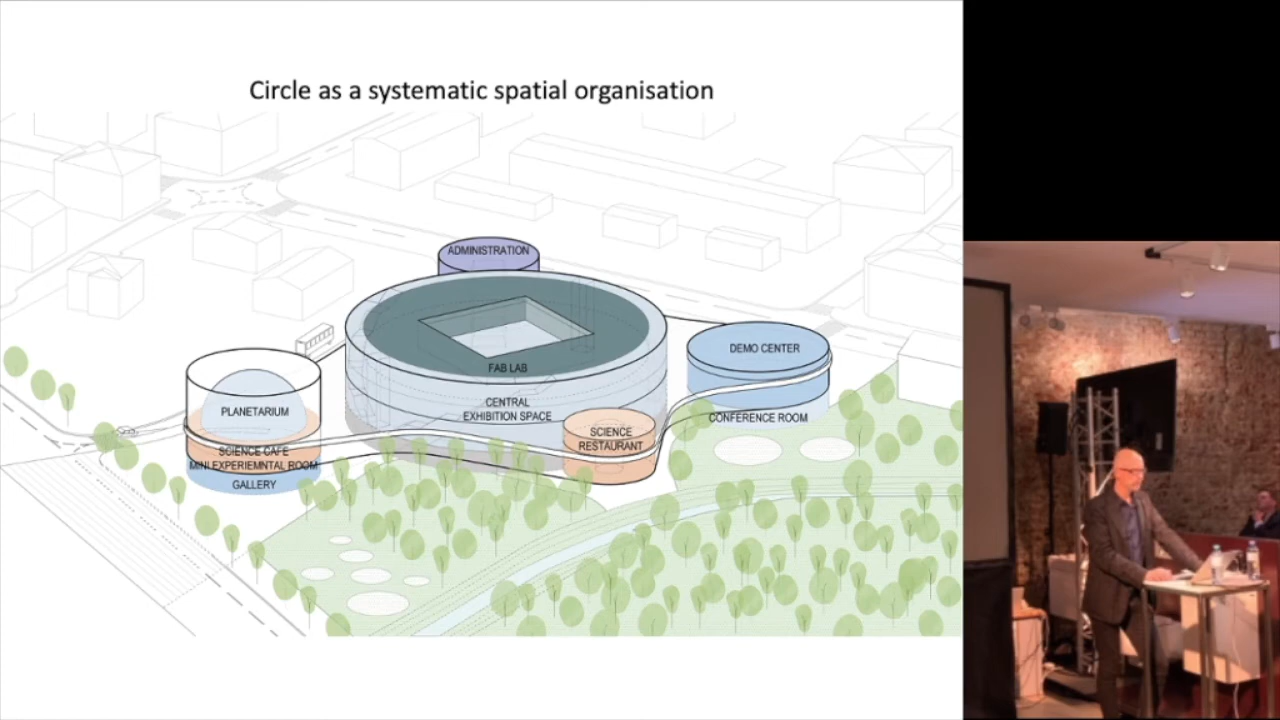 Circle as a systematic spatial organisation
ADMINISTRATION
FAB LAB
DEMO CENTER
PLANETARIUM
CENTRAL
EXHIBITION SPACE
CONFERENCE ROOM
SCIENCE
RESTAURANT
SCIENCE CAFE
MINI EXPERIEMNTAL ROOM
GALLERY